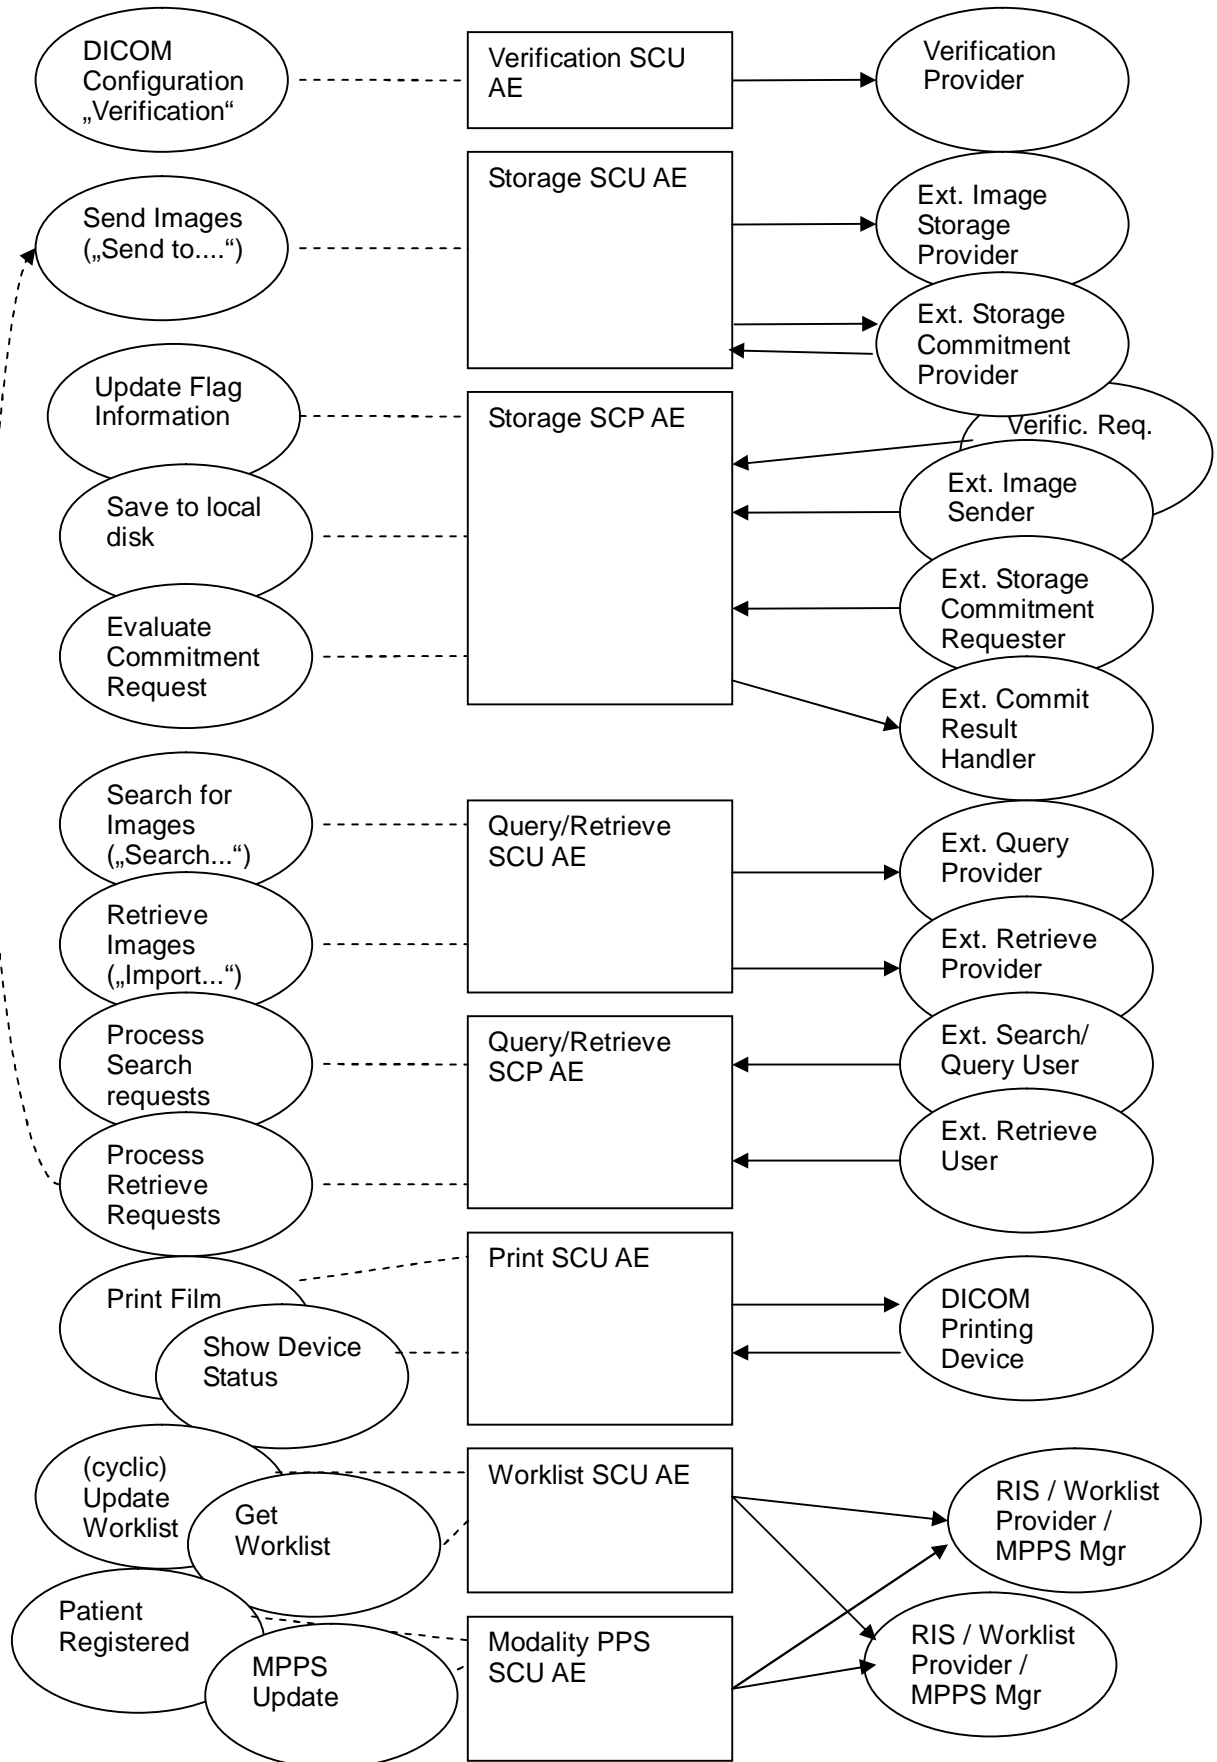 DICOM
Configuration
„Verification“
Verification SCU
AE
Verification
Provider
Send Images
(„Send to....“)
Storage SCU AE
Ext. Image
Storage
Provider
Ext. Storage
Commitment
Provider
Update Flag
Information
Storage SCP AE
Verific. Req.
Save to local
disk
Ext. Image
Sender
Evaluate
Commitment
Request
Ext. Storage
Commitment
Requester
Ext. Commit
Result
Handler
Search for
Images
(„Search...“)
Query/Retrieve
SCU AE
Ext. Query
Provider
Retrieve
Images
(„Import...“)
Ext. Retrieve
Provider
Process
Search
requests
Query/Retrieve
SCP AE
Ext. Search/
Query User
Process
Retrieve
Requests
Ext. Retrieve
User
Print Film
Print SCU AE
DICOM
Printing
Device
Show Device
Status
(cyclic)
Update
Worklist
Worklist SCU AE
RIS / Worklist
Provider /
MPPS Mgr
Get
Worklist
Patient
Registered
Modality PPS
SCU AE
RIS / Worklist
Provider /
MPPS Mgr
MPPS
Update